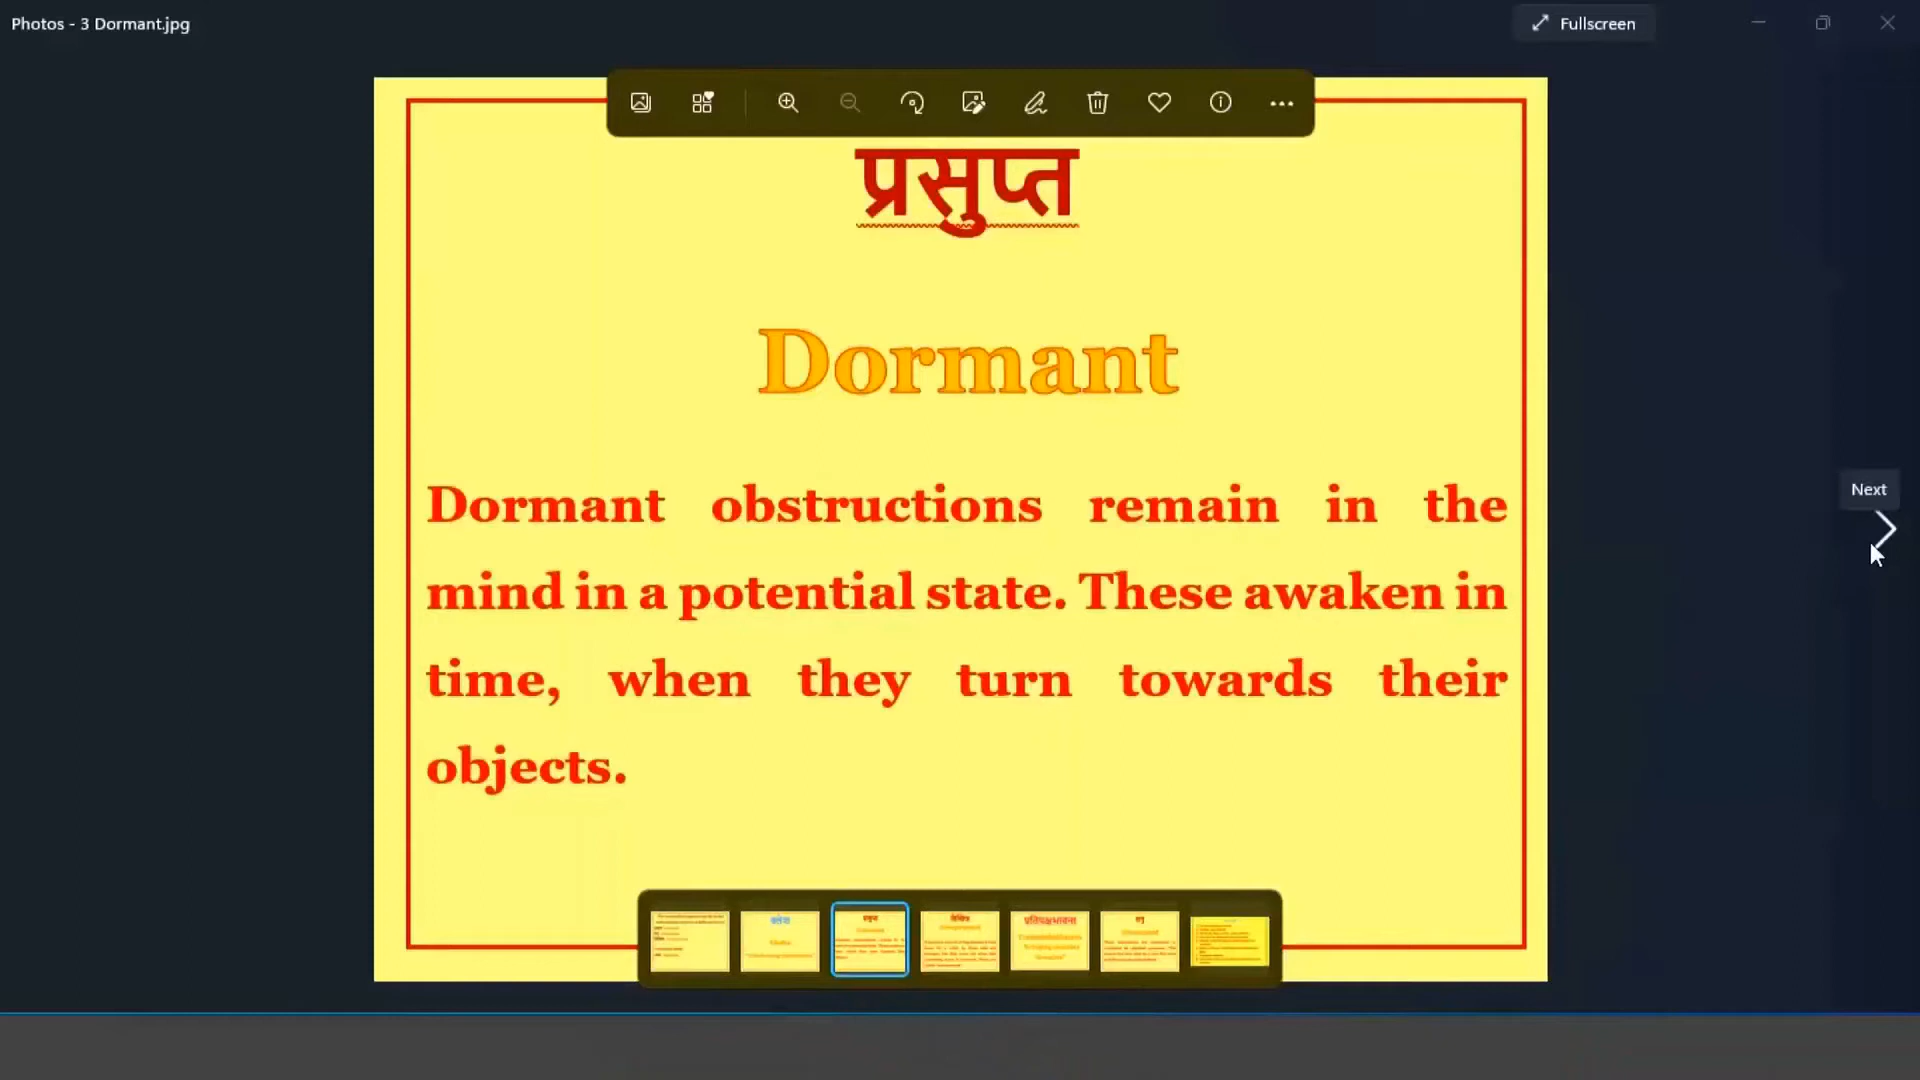 Photos - 3 Dormant.jpg
Fullscreen
प्रसुप्त
Dormant
Dormant obstructions remain in the
mind in a potential state. These awaken in
time, when they turn towards their
objects.
Next